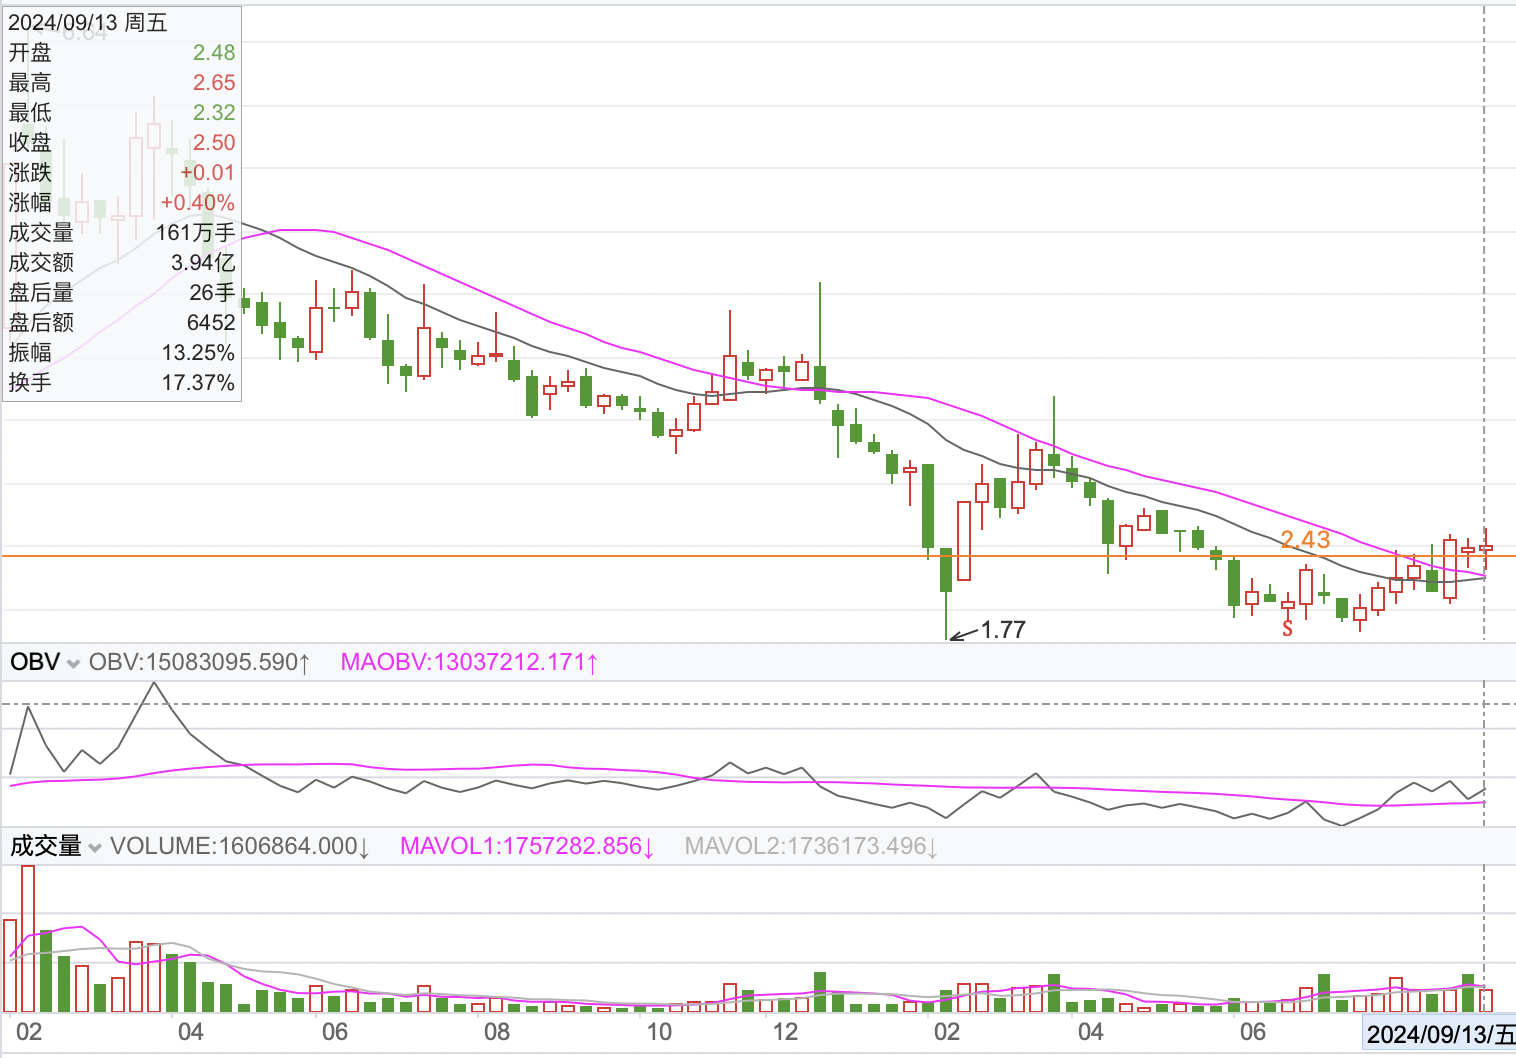 2024/09/13 周五
6.64
开盘 2.48
最高 2.65
最低 2.32
收盘 2.50
涨跌 +0.01
涨幅 +0.40%
成交量 161万手
成交额 3.94亿
盘后量 26手
盘后额 6452
振幅 13.25%
换手 17.37%
2.43
S
1.77
OBV OBV:15083095.590↑ MAOBV:13037212.171↑
成交量 VOLUME:1606864.000↓ MAVOL1:1757282.856↓ MAVOL2:1736173.496↓
02 04 06 08 10 12 02 04 06 2024/09/13/五